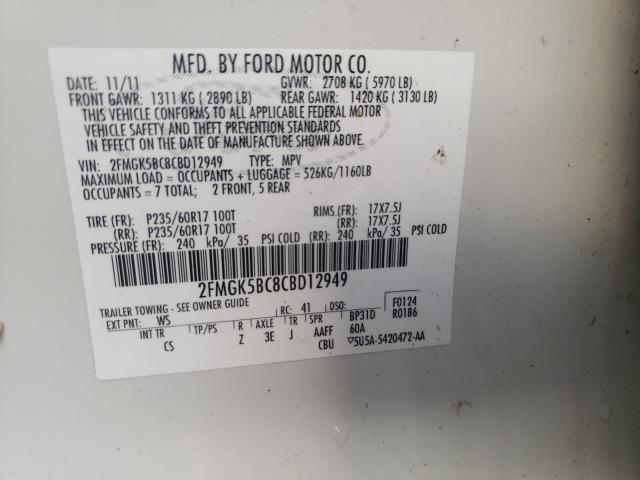 MFD. BY FORD MOTOR CO.
DATE: 11/11 GVWR: 2708 KG ( 5970 LB)
FRONT GAWR: 1311 KG ( 2890 LB) REAR GAWR: 1420 KG ( 3130 LB)
THIS VEHICLE CONFORMS TO ALL APPLICABLE FEDERAL MOTOR
VEHICLE SAFETY AND THEFT PREVENTION STANDARDS
IN EFFECT ON THE DATE OF MANUFACTURE SHOWN ABOVE.
VIN: 2FMGK5BC8CBD12949 TYPE: MPV
MAXIMUM LOAD = OCCUPANTS + LUGGAGE = 526KG/1160LB
OCCUPANTS = 7 TOTAL; 2 FRONT, 5 REAR
TIRE (FR): P235/60R17 100T RIMS (FR): 17X7.5J
(RR): P235/60R17 100T (RR): 17X7.5J
PRESSURE (FR): 240 kPa/ 35 PSI COLD (RR): 240 kPa/ 35 PSI COLD
2FMGK5BC8CBD12949
TRAILER TOWING - SEE OWNER GUIDE
EXT PNT: WS RC: 41 DSO: BP31D F0124
INT TR TP/PS R AXLE TR SPR 60A R0186
CS Z 3E J AAFF
CBU ▽5U5A-5420472-AA